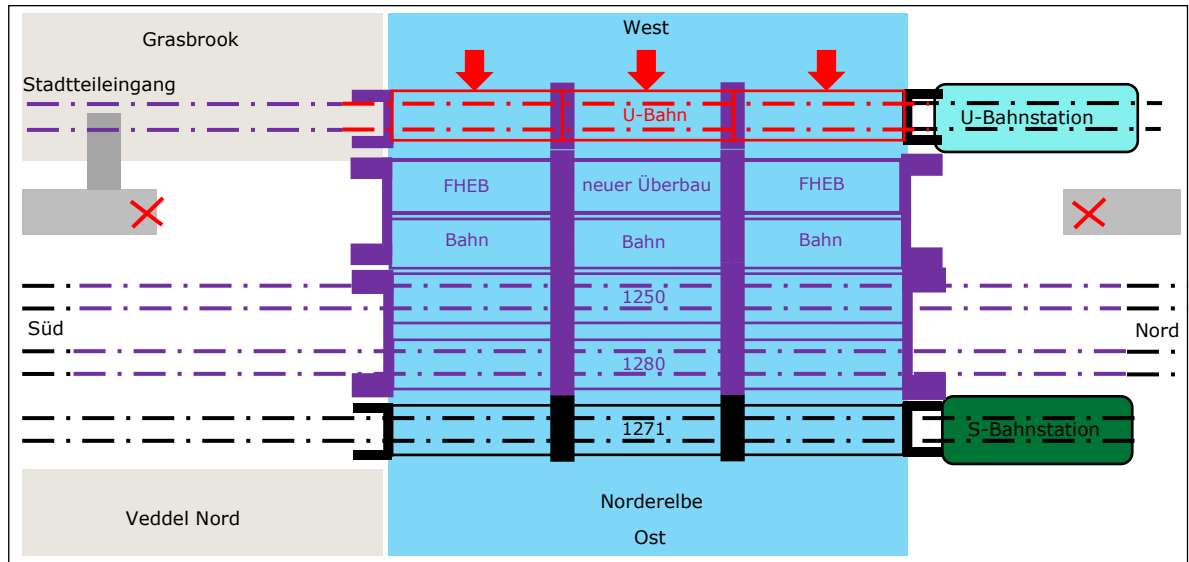 West
Grasbrook
Stadtteileingang
U-Bahn
U-Bahnstation
FHEB
neuer Überbau
FHEB
Bahn
Bahn
Bahn
1250
Süd
Nord
1280
1271
S-Bahnstation
Norderelbe
Veddel Nord
Ost